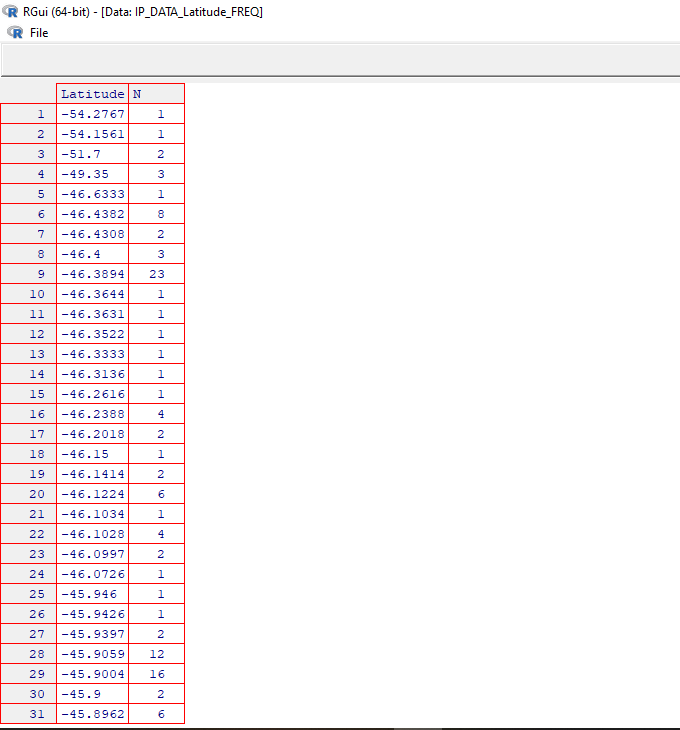 RGui (64-bit) - [Data: IP_DATA_Latitude_FREQ]
File
Latitude N
1 -54.2767 1
2 -54.1561 1
3 -51.7 2
4 -49.35 3
5 -46.6333 1
6 -46.4382 8
7 -46.4308 2
8 -46.4 3
9 -46.3894 23
10 -46.3644 1
11 -46.3631 1
12 -46.3522 1
13 -46.3333 1
14 -46.3136 1
15 -46.2616 1
16 -46.2388 4
17 -46.2018 2
18 -46.15 1
19 -46.1414 2
20 -46.1224 6
21 -46.1034 1
22 -46.1028 4
23 -46.0997 2
24 -46.0726 1
25 -45.946 1
26 -45.9426 1
27 -45.9397 2
28 -45.9059 12
29 -45.9004 16
30 -45.9 2
31 -45.8962 6